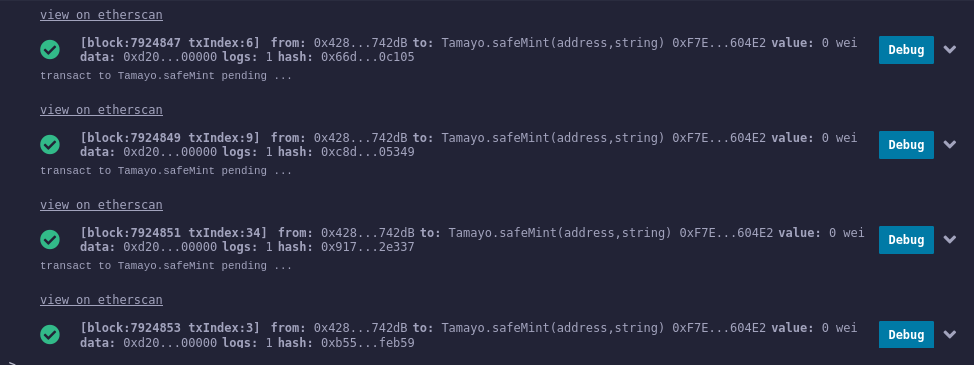 view on etherscan
[block:7924847 txIndex:6] from: 0x428...742dB to: Tamayo.safeMint(address,string) 0xF7E...604E2 value: 0 wei
data: 0xd20...00000 logs: 1 hash: 0x66d...0c105
Debug
transact to Tamayo.safeMint pending ...
view on etherscan
[block:7924849 txIndex:9] from: 0x428...742dB to: Tamayo.safeMint(address,string) 0xF7E...604E2 value: 0 wei
data: 0xd20...00000 logs: 1 hash: 0xc8d...05349
Debug
transact to Tamayo.safeMint pending ...
view on etherscan
[block:7924851 txIndex:34] from: 0x428...742dB to: Tamayo.safeMint(address,string) 0xF7E...604E2 value: 0 wei
data: 0xd20...00000 logs: 1 hash: 0x917...2e337
Debug
transact to Tamayo.safeMint pending ...
view on etherscan
[block:7924853 txIndex:3] from: 0x428...742dB to: Tamayo.safeMint(address,string) 0xF7E...604E2 value: 0 wei
data: 0xd20...00000 logs: 1 hash: 0xb55...feb59
Debug